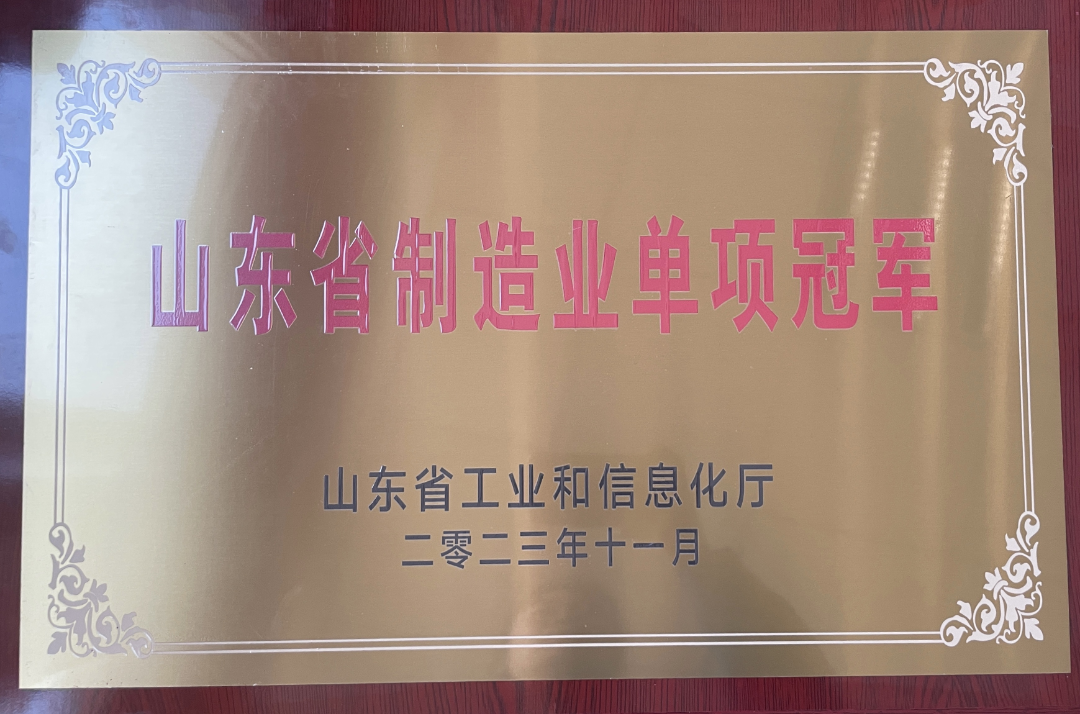 山东省制造业单项冠军
山东省工业和信息化厅
二零二三年十一月